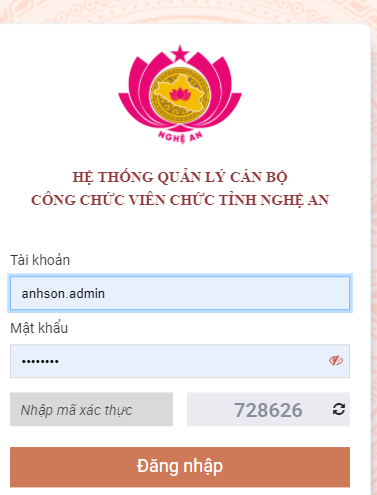 NGHỆ AN
HỆ THỐNG QUẢN LÝ CÁN BỘ
CÔNG CHỨC VIÊN CHỨC TỈNH NGHỆ AN
Tài khoản
anhson.admin
Mật khẩu
••••••••
Nhập mã xác thực 728626
Đăng nhập